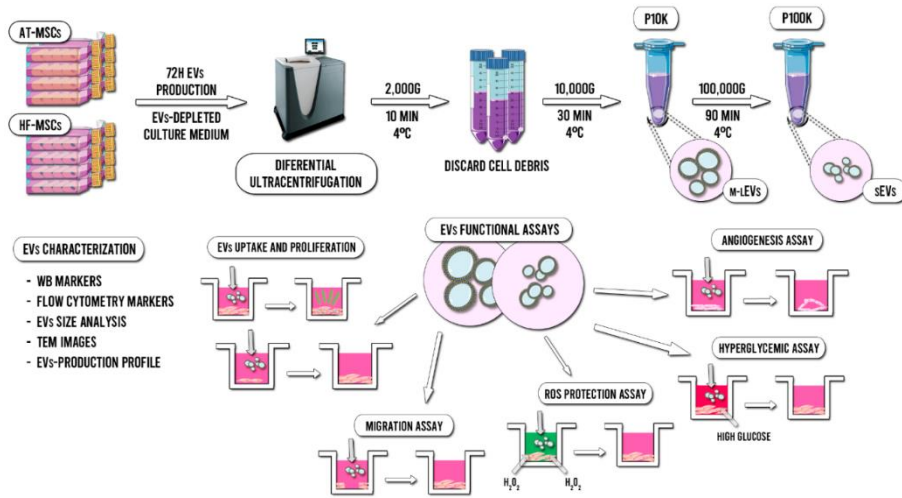 AT-MSCs
HF-MSCs
72H EVs
PRODUCTION
EVs-DEPLETED
CULTURE MEDIUM
DIFERENTIAL
ULTRACENTRIFUGATION
2,000G
10 MIN
4ºC
DISCARD CELL DEBRIS
10,000G
30 MIN
4ºC
P10K
M-LEVs
100,000G
90 MIN
4ºC
P100K
sEVs
EVs CHARACTERIZATION
- WB MARKERS
- FLOW CYTOMETRY MARKERS
- EVs SIZE ANALYSIS
- TEM IMAGES
- EVs-PRODUCTION PROFILE
EVs UPTAKE AND PROLIFERATION
EVs FUNCTIONAL ASSAYS
ANGIOGENESIS ASSAY
HYPERGLYCEMIC ASSAY
HIGH GLUCOSE
ROS PROTECTION ASSAY
H₂O₂
H₂O₂
MIGRATION ASSAY